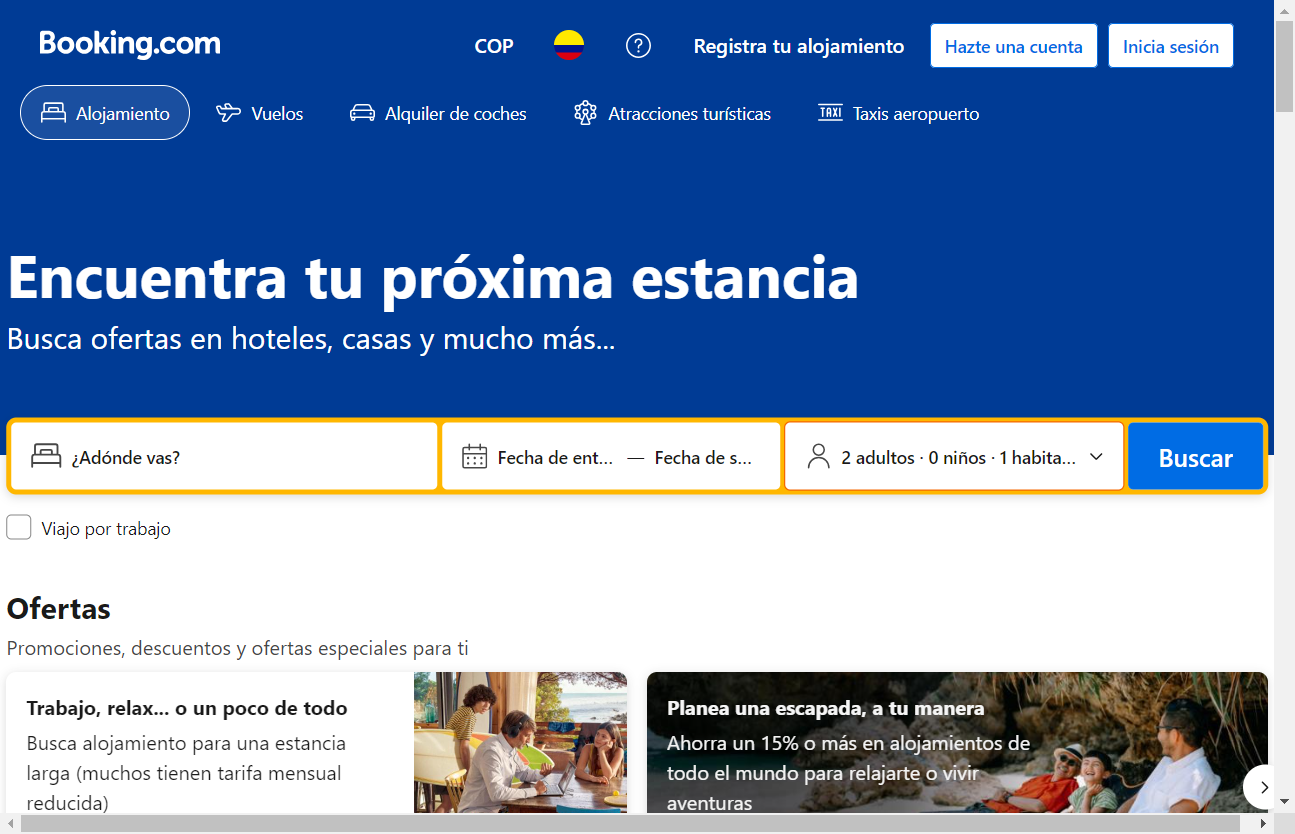 Booking.com
COP
Registra tu alojamiento
Hazte una cuenta
Inicia sesión
Alojamiento
Vuelos
Alquiler de coches
Atracciones turísticas
TAXI
Taxis aeropuerto
Encuentra tu próxima estancia
Busca ofertas en hoteles, casas y mucho más...
¿Adónde vas?
Fecha de ent... — Fecha de s...
2 adultos · 0 niños · 1 habita...
Buscar
Viajo por trabajo
Ofertas
Promociones, descuentos y ofertas especiales para ti
Trabajo, relax... o un poco de todo
Busca alojamiento para una estancia
larga (muchos tienen tarifa mensual
reducida)
Planea una escapada, a tu manera
Ahorra un 15% o más en alojamientos de
todo el mundo para relajarte o vivir
aventuras